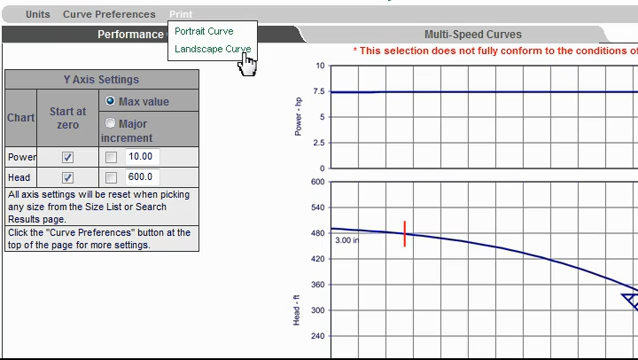 Units Curve Preferences Print
Portrait Curve
Landscape Curve
Performance
Multi-Speed Curves
* This selection does not fully conform to the conditions of
Y Axis Settings
Chart
Start at
zero
Max value
Major
increment
Power 10.00
Head 600.0
All axis settings will be reset when picking
any size from the Size List or Search
Results page.
Click the "Curve Preferences" button at the
top of the page for more settings.
Power - hp
10
7.5
5
2.5
0
Head - ft
600
540
480
420
360
300
240
3.00 in